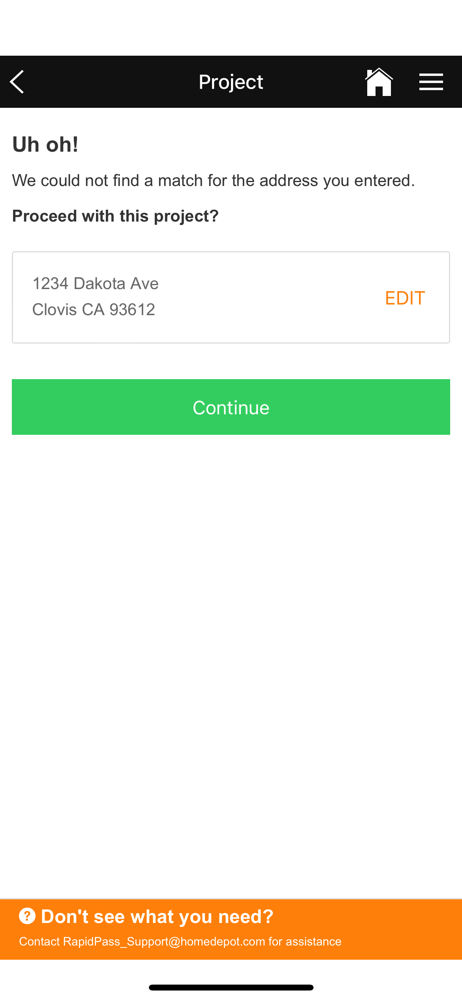 Project
Uh oh!
We could not find a match for the address you entered.
Proceed with this project?
1234 Dakota Ave
Clovis CA 93612
EDIT
Continue
? Don't see what you need?
Contact RapidPass_Support@homedepot.com for assistance